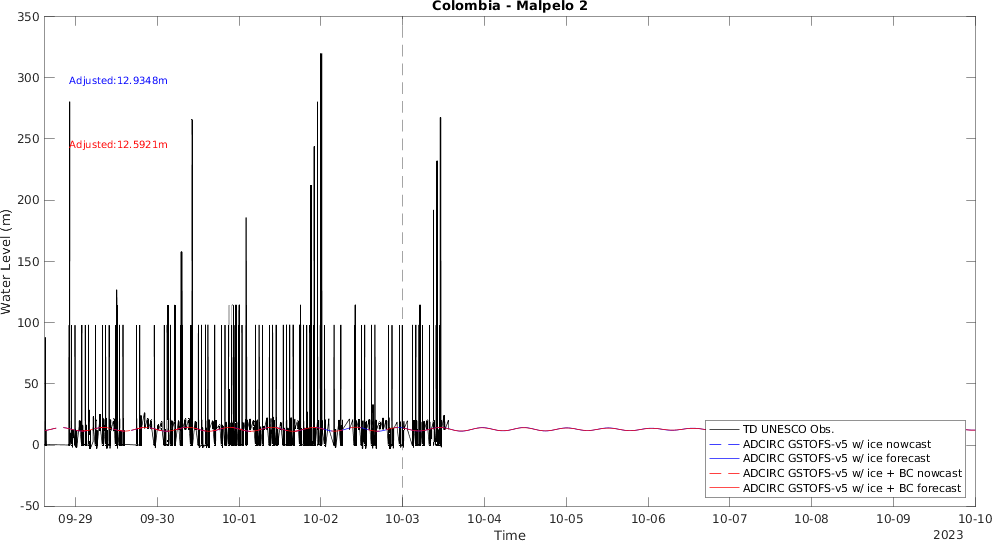 Colombia - Malpelo 2
350
300
250
200
150
100
50
0
-50
Water Level (m)
Adjusted:12.9348m
Adjusted:12.5921m
TD UNESCO Obs.
ADCIRC GSTOFS-v5 w/ ice nowcast
ADCIRC GSTOFS-v5 w/ ice forecast
ADCIRC GSTOFS-v5 w/ ice + BC nowcast
ADCIRC GSTOFS-v5 w/ ice + BC forecast
09-29 09-30 10-01 10-02 10-03 10-04 10-05 10-06 10-07 10-08 10-09 10-10
Time
2023